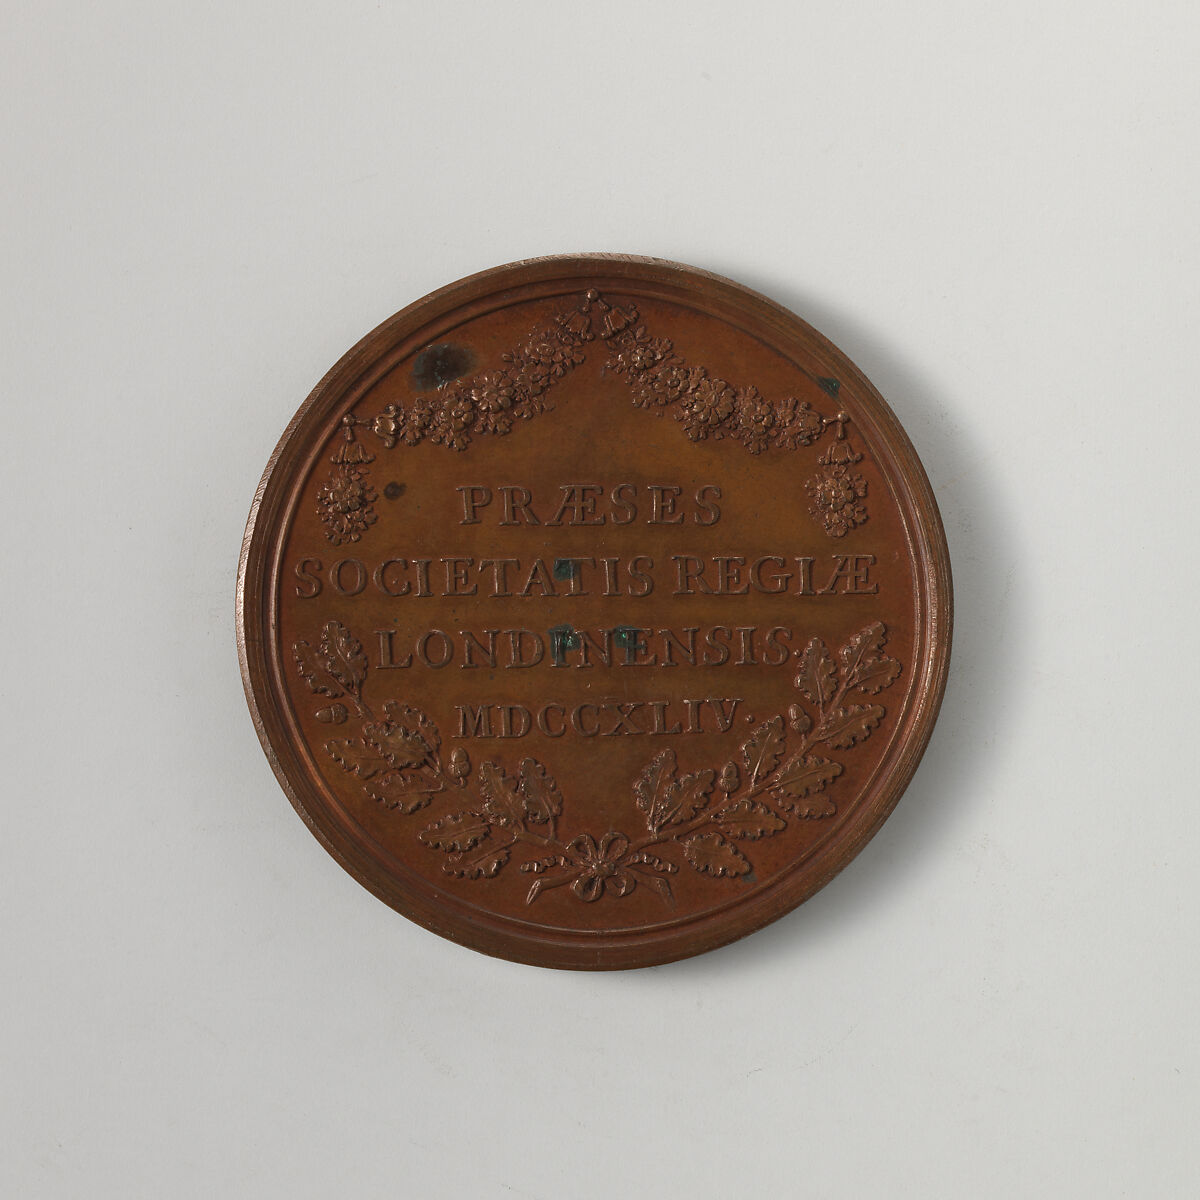 PRÆSES
SOCIETATIS REGIÆ
LONDINENSIS.
MDCCXLIV.